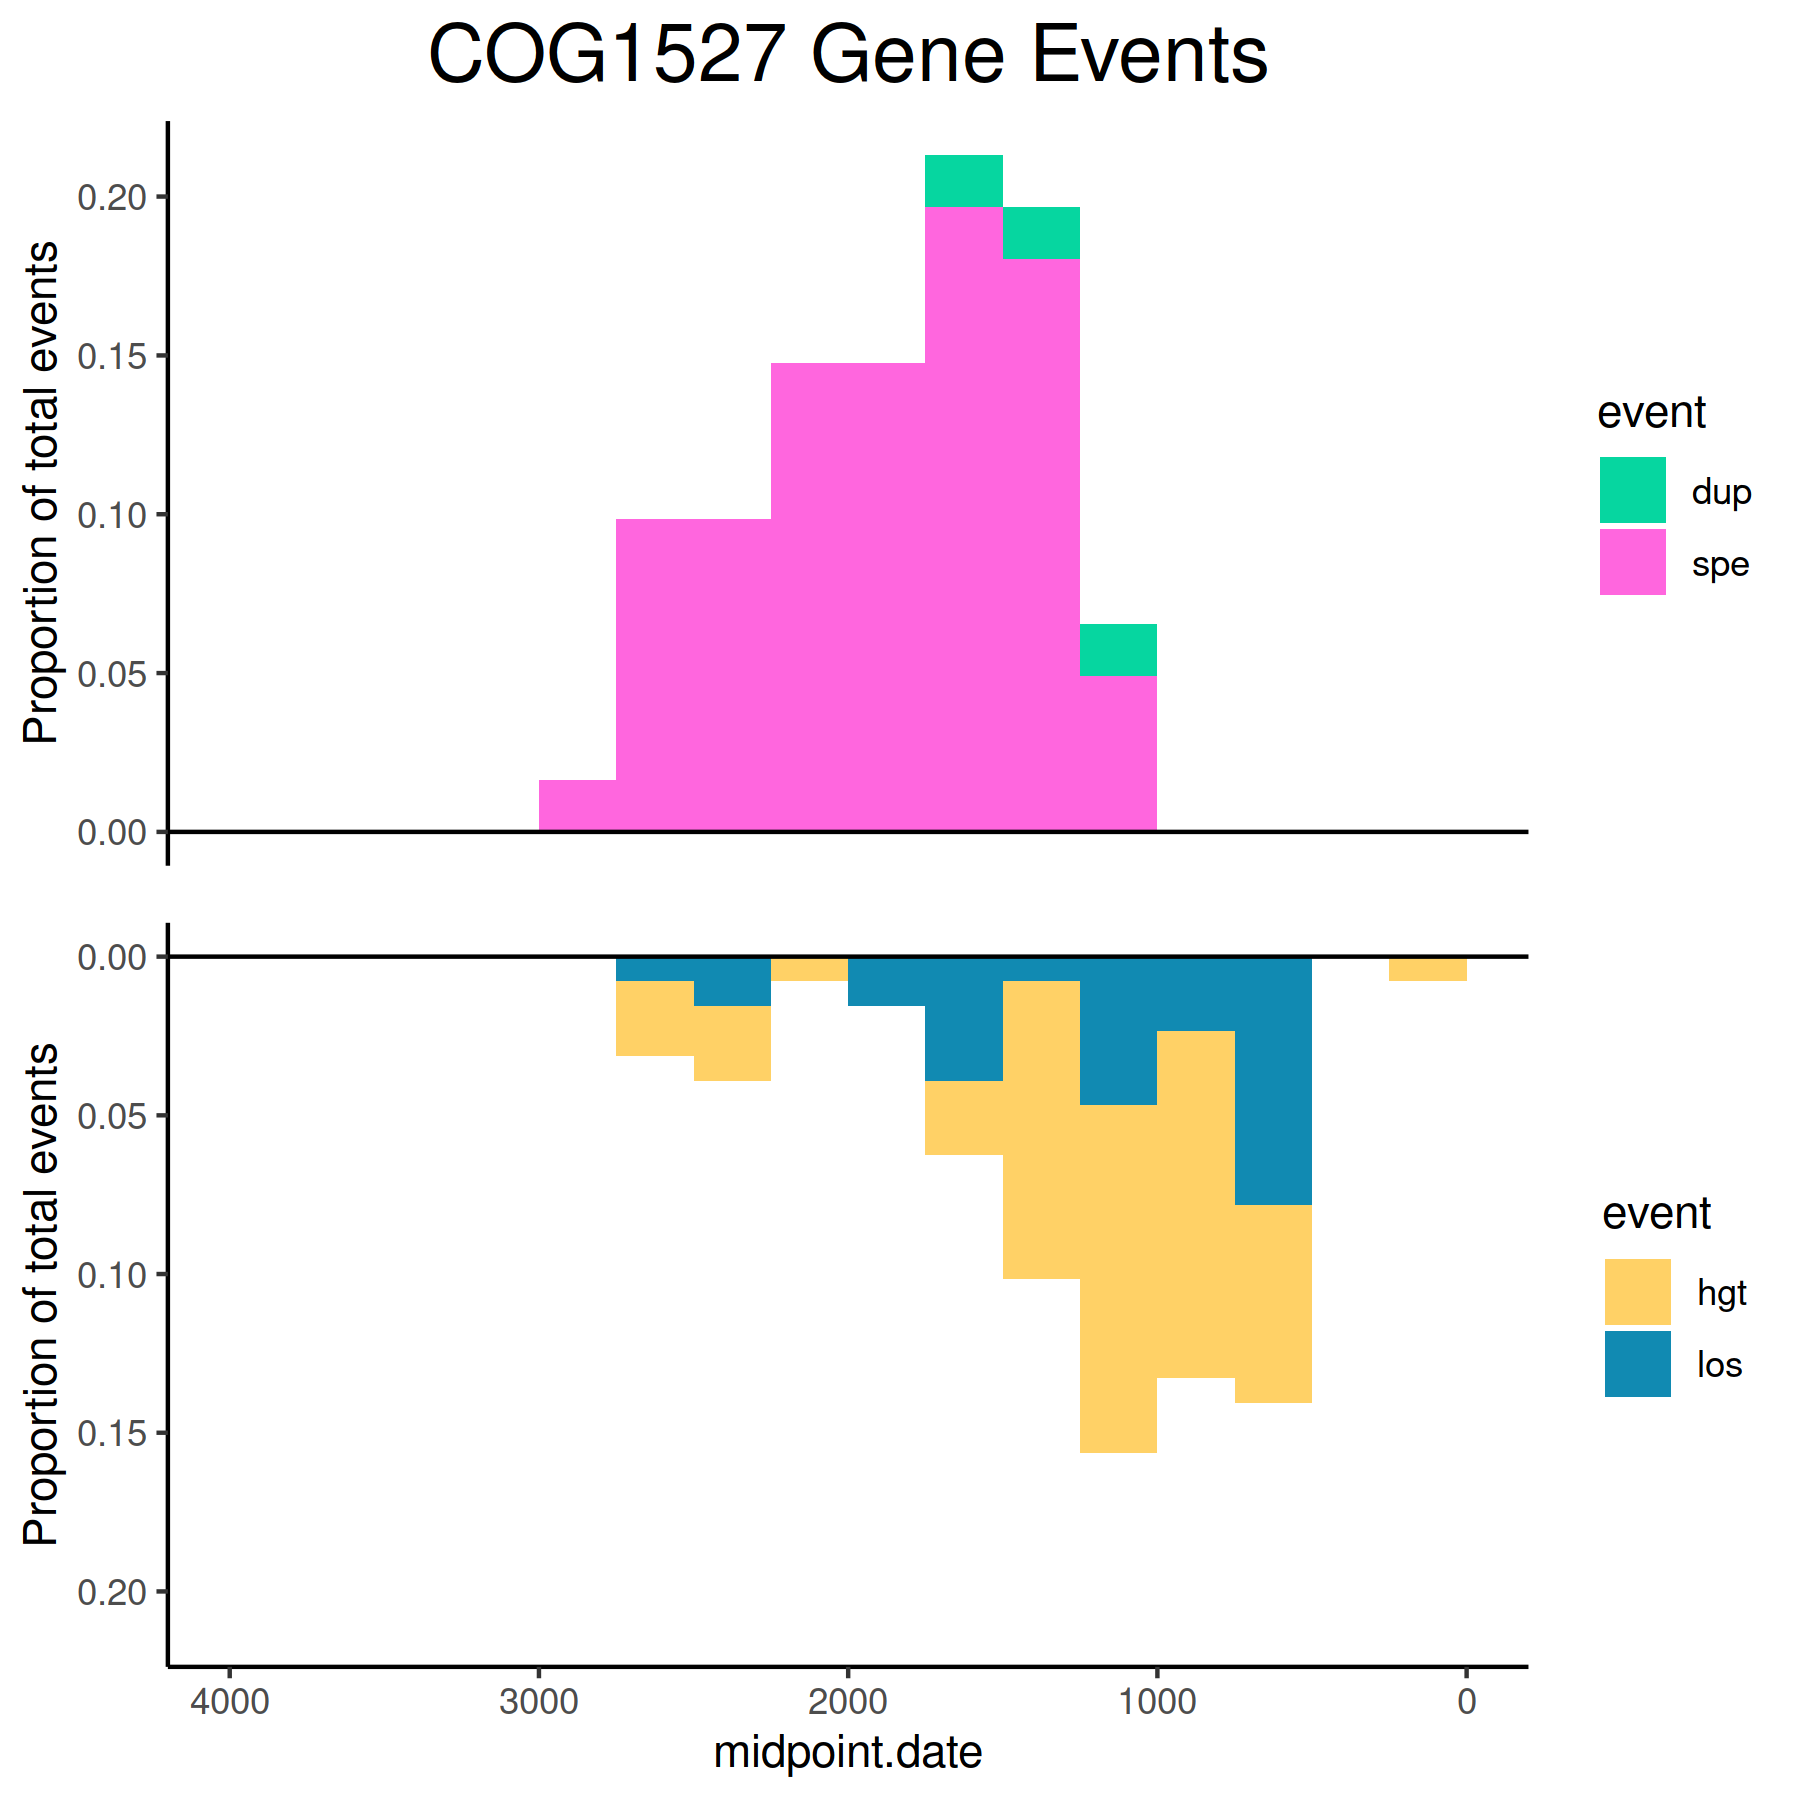 COG1527 Gene Events
Proportion of total events
0.20
0.15
0.10
0.05
0.00
event
dup
spe
Proportion of total events
0.00
0.05
0.10
0.15
0.20
event
hgt
los
4000 3000 2000 1000 0
midpoint.date